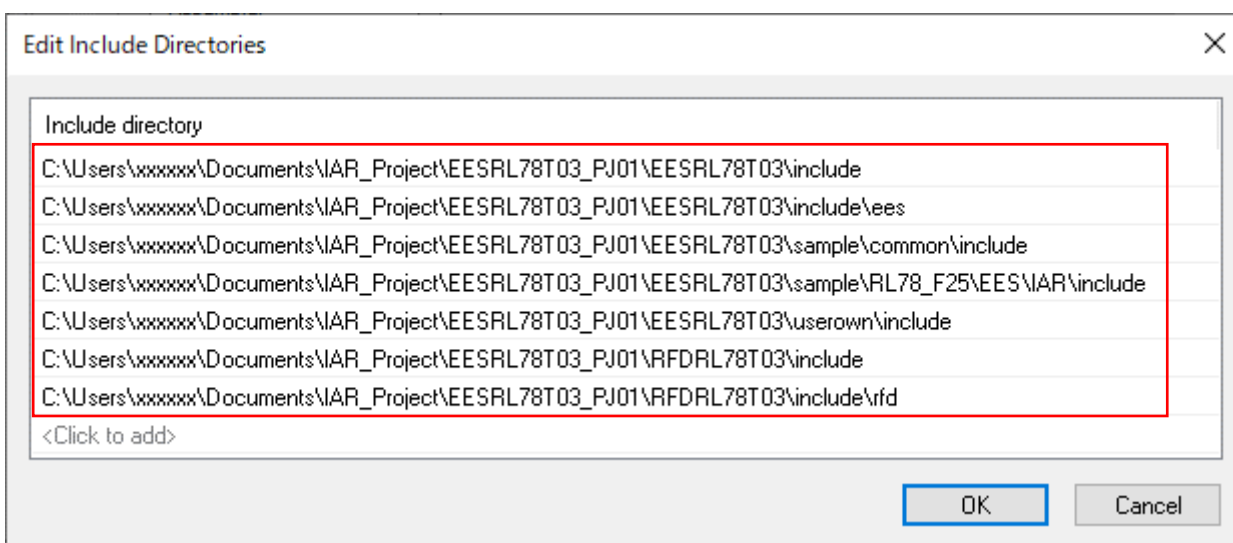 Edit Include Directories
Include directory
C:\Users\xxxxxx\Documents\IAR_Project\EESRL78T03_PJ01\EESRL78T03\include
C:\Users\xxxxxx\Documents\IAR_Project\EESRL78T03_PJ01\EESRL78T03\include\ees
C:\Users\xxxxxx\Documents\IAR_Project\EESRL78T03_PJ01\EESRL78T03\sample\common\include
C:\Users\xxxxxx\Documents\IAR_Project\EESRL78T03_PJ01\EESRL78T03\sample\RL78_F25\EES\IAR\include
C:\Users\xxxxxx\Documents\IAR_Project\EESRL78T03_PJ01\EESRL78T03\userown\include
C:\Users\xxxxxx\Documents\IAR_Project\EESRL78T03_PJ01\RFDRL78T03\include
C:\Users\xxxxxx\Documents\IAR_Project\EESRL78T03_PJ01\RFDRL78T03\include\rfd
<Click to add>
OK Cancel